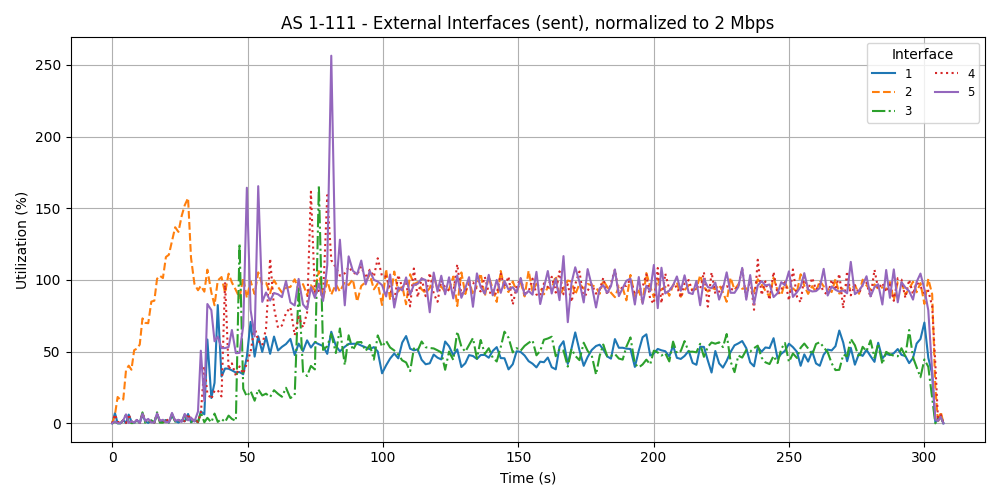 AS 1-111 - External Interfaces (sent), normalized to 2 Mbps
Interface
1
2
3
4
5
Utilization (%)
250
200
150
100
50
0
0 50 100 150 200 250 300
Time (s)